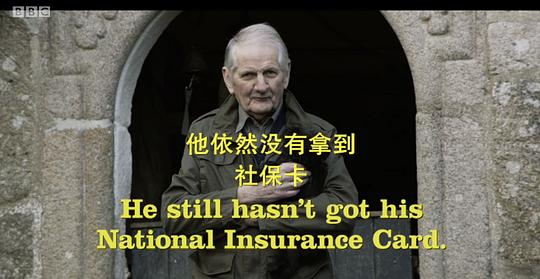 BBC
他依然没有拿到
社保卡
He still hasn't got his
National Insurance Card.